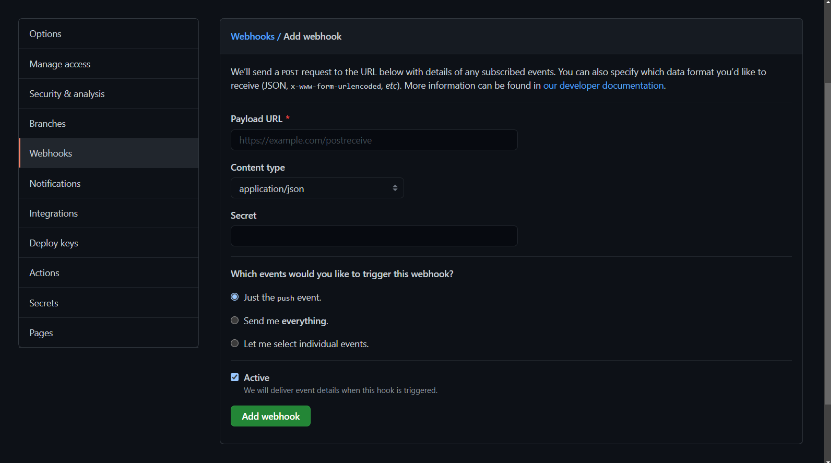 Options
Manage access
Security & analysis
Branches
Webhooks
Notifications
Integrations
Deploy keys
Actions
Secrets
Pages
Webhooks / Add webhook
We'll send a POST request to the URL below with details of any subscribed events. You can also specify which data format you'd like to
receive (JSON, x-www-form-urlencoded, etc). More information can be found in our developer documentation.
Payload URL *
https://example.com/postreceive
Content type
application/json
Secret
Which events would you like to trigger this webhook?
Just the push event.
Send me everything.
Let me select individual events.
Active
We will deliver event details when this hook is triggered.
Add webhook